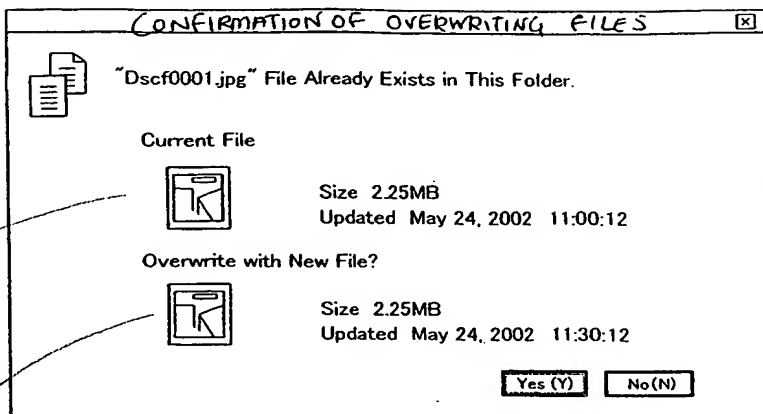 CONFIRMATION OF OVERWRITING FILES
"Dscf0001.jpg" File Already Exists in This Folder.
Current File
Size 2.25MB
Updated May 24, 2002 11:00:12
Overwrite with New File?
Size 2.25MB
Updated May 24, 2002 11:30:12
Yes (Y) No(N)